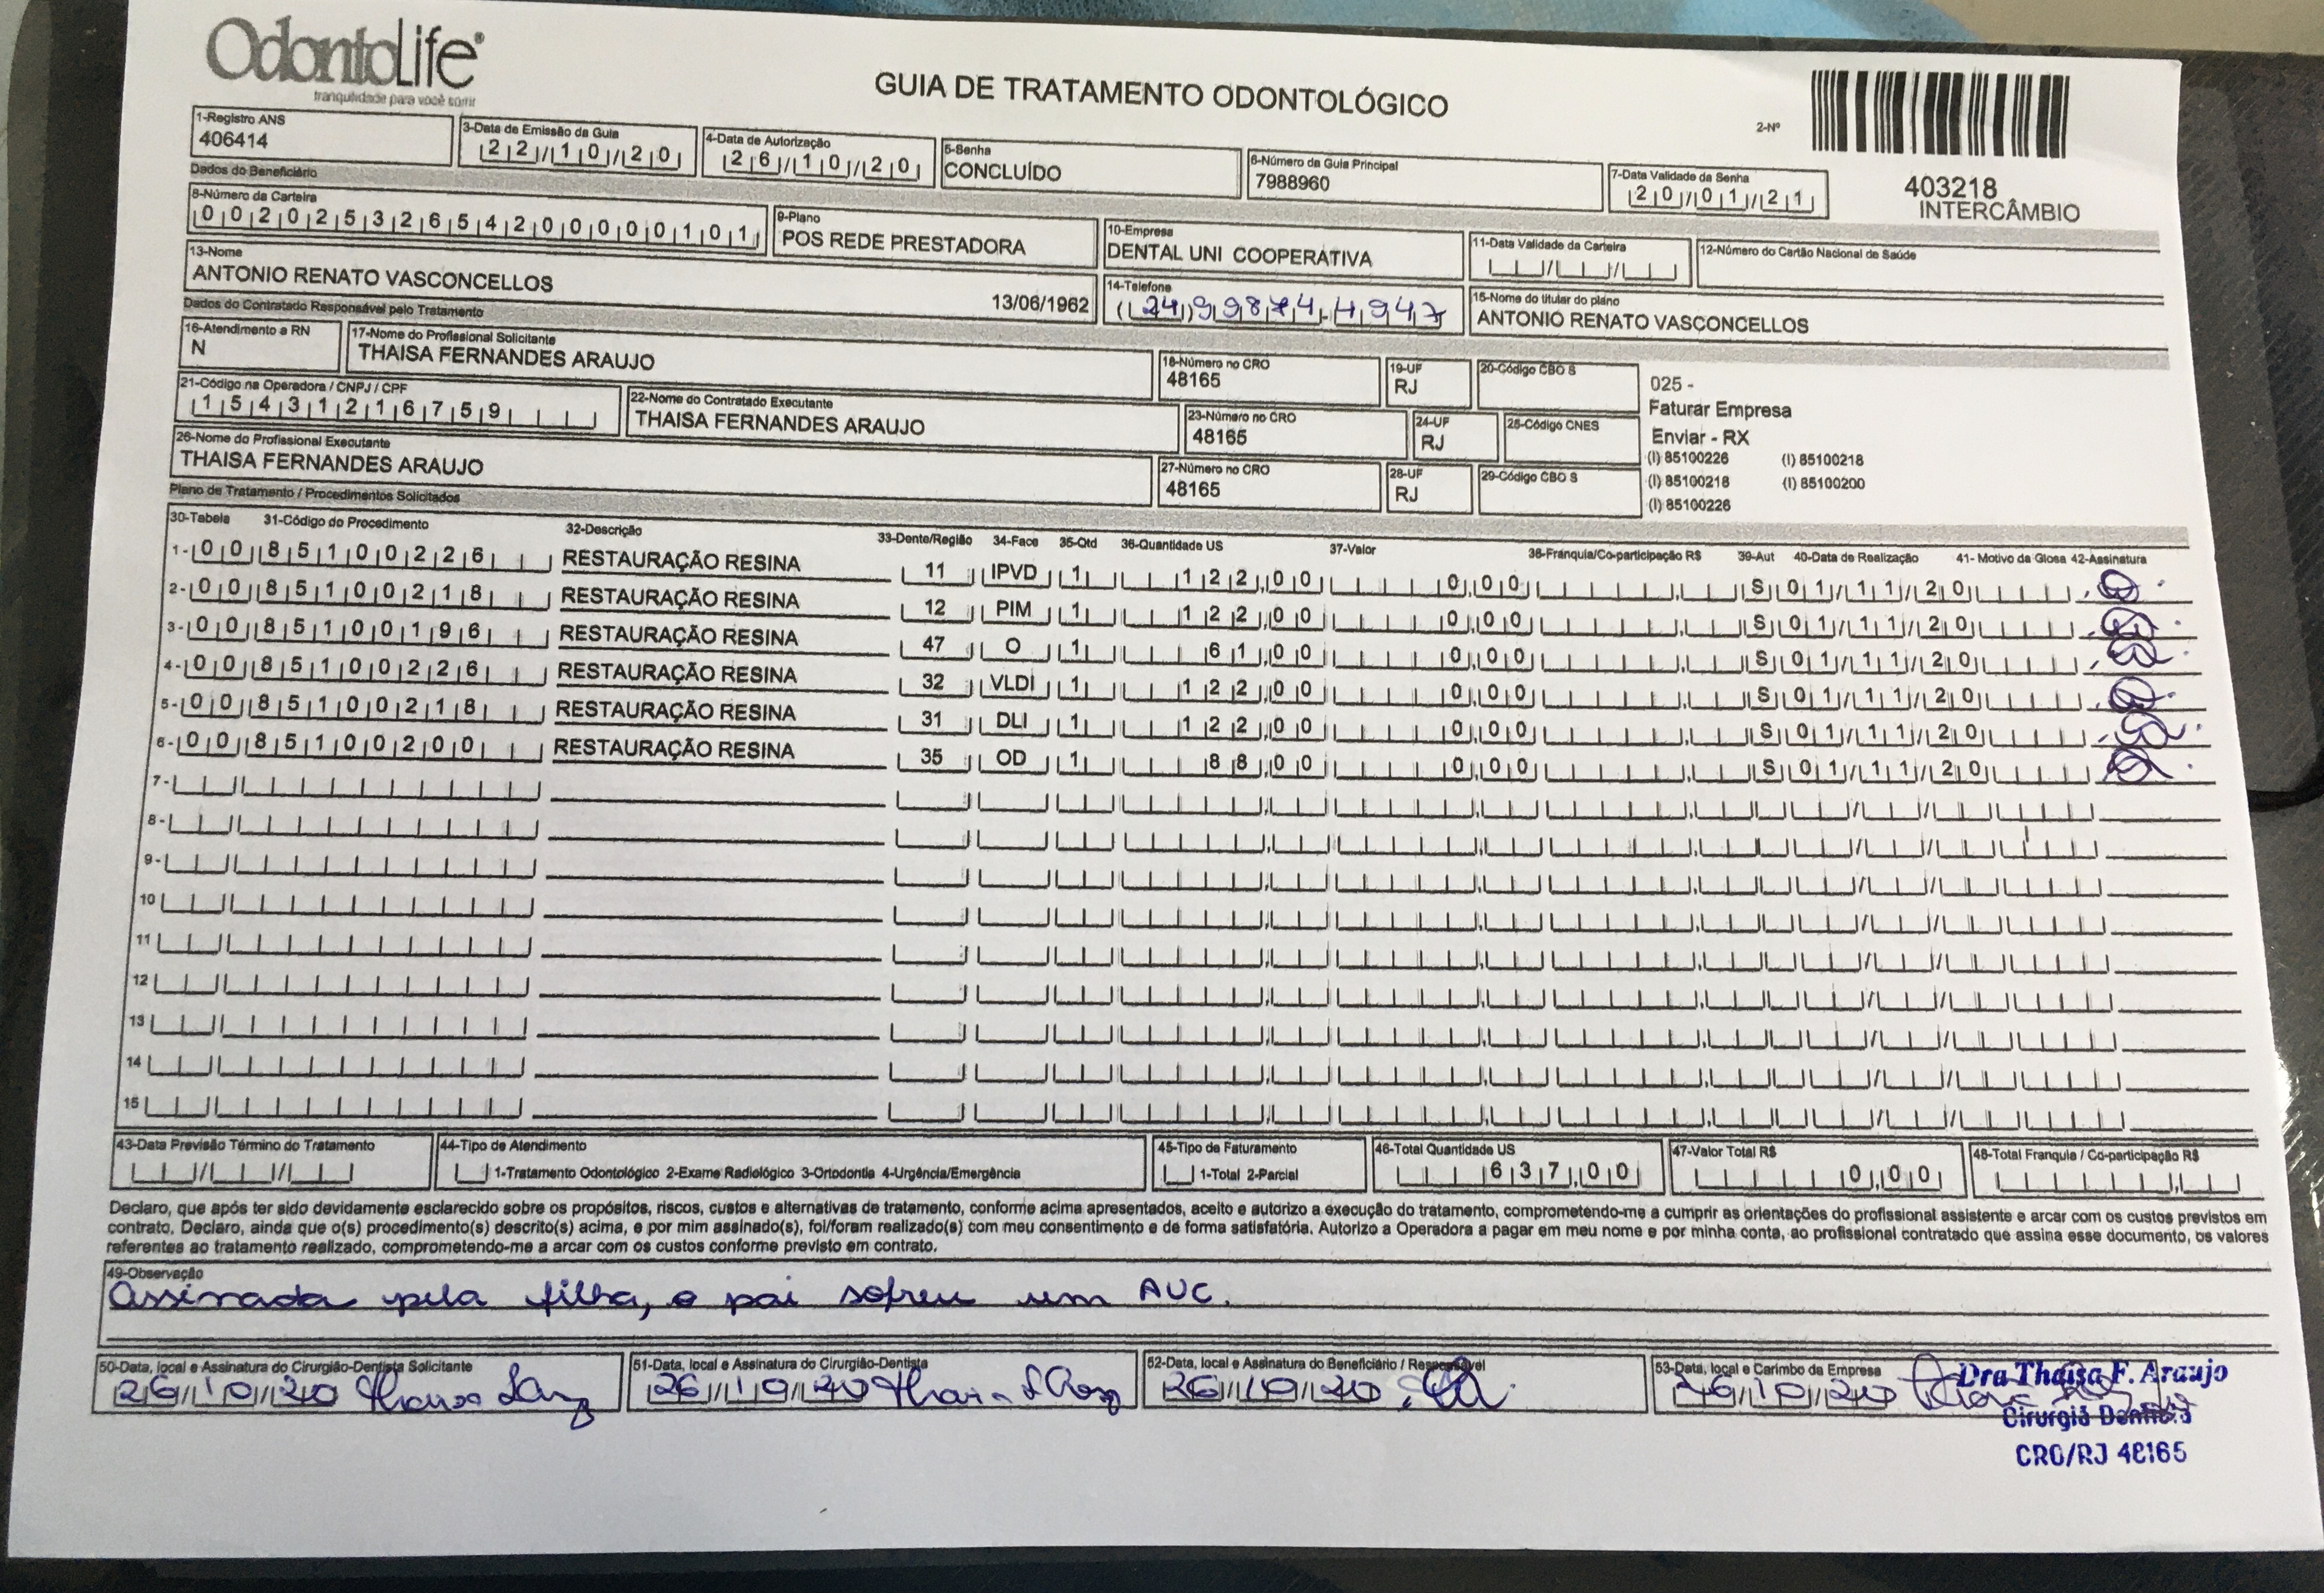 OdontoLife®
tranquilidade para você sorrir
GUIA DE TRATAMENTO ODONTOLÓGICO
2-Nº
403218
INTERCÂMBIO
1-Registro ANS
406414
3-Data de Emissão da Guia
22/10/20
4-Data de Autorização
26/10/20
5-Senha
CONCLUÍDO
6-Número da Guia Principal
7988960
7-Data Validade da Senha
20/01/21
Dados do Beneficiário
8-Número da Carteira
00202532654200000101
9-Plano
POS REDE PRESTADORA
10-Empresa
DENTAL UNI COOPERATIVA
11-Data Validade da Carteira
12-Número do Cartão Nacional de Saúde
13-Nome
ANTONIO RENATO VASCONCELLOS
13/06/1962
14-Telefone
(24) 99874-4947
15-Nome do titular do plano
ANTONIO RENATO VASCONCELLOS
Dados do Contratado Responsável pelo Tratamento
16-Atendimento a RN
N
17-Nome do Profissional Solicitante
THAISA FERNANDES ARAUJO
18-Número no CRO
48165
19-UF
RJ
20-Código CBO S
21-Código na Operadora / CNPJ / CPF
15431216759
22-Nome do Contratado Executante
THAISA FERNANDES ARAUJO
23-Número no CRO
48165
24-UF
RJ
25-Código CNES
26-Nome do Profissional Executante
THAISA FERNANDES ARAUJO
27-Número no CRO
48165
28-UF
RJ
29-Código CBO S
025 -
Faturar Empresa
Enviar - RX
(I) 85100226 (I) 85100218
(I) 85100218 (I) 85100200
(I) 85100226
Plano de Tratamento / Procedimentos Solicitados
30-Tabela 31-Código do Procedimento 32-Descrição 33-Dente/Região 34-Face 35-Qtd 36-Quantidade US 37-Valor 38-Franquia/Co-participação R$ 39-Aut 40-Data de Realização 41- Motivo da Glosa 42-Assinatura
1- 00 85100226 RESTAURAÇÃO RESINA 11 IPVD 1 122,00 0,00 S 01/11/20
2- 00 85100218 RESTAURAÇÃO RESINA 12 PIM 1 122,00 0,00 S 01/11/20
3- 00 85100196 RESTAURAÇÃO RESINA 47 O 1 61,00 0,00 S 01/11/20
4- 00 85100226 RESTAURAÇÃO RESINA 32 VLDI 1 122,00 0,00 S 01/11/20
5- 00 85100218 RESTAURAÇÃO RESINA 31 DLI 1 122,00 0,00 S 01/11/20
6- 00 85100200 RESTAURAÇÃO RESINA 35 OD 1 88,00 0,00 S 01/11/20
7-
8-
9-
10
11
12
13
14
15
43-Data Previsão Término do Tratamento
44-Tipo de Atendimento
1-Tratamento Odontológico 2-Exame Radiológico 3-Ortodontia 4-Urgência/Emergência
45-Tipo de Faturamento
1-Total 2-Parcial
46-Total Quantidade US
637,00
47-Valor Total R$
0,00
48-Total Franquia / Co-participação R$
Declaro, que após ter sido devidamente esclarecido sobre os propósitos, riscos, custos e alternativas de tratamento, conforme acima apresentados, aceito e autorizo a execução do tratamento, comprometendo-me a cumprir as orientações do profissional assistente e arcar com os custos previstos em
contrato. Declaro, ainda que o(s) procedimento(s) descrito(s) acima, e por mim assinado(s), foi/foram realizado(s) com meu consentimento e de forma satisfatória. Autorizo a Operadora a pagar em meu nome e por minha conta, ao profissional contratado que assina esse documento, os valores
referentes ao tratamento realizado, comprometendo-me a arcar com os custos conforme previsto em contrato.
49-Observação
Assinada pela filha, o pai sofreu um AVC.
50-Data, local e Assinatura do Cirurgião-Dentista Solicitante
26/10/20
51-Data, local e Assinatura do Cirurgião-Dentista
26/10/20
52-Data, local e Assinatura do Beneficiário / Responsável
26/10/20
53-Data, local e Carimbo da Empresa
26/10/20
Dra Thaisa F. Araujo
Cirurgiã Dentista
CRO/RJ 48165